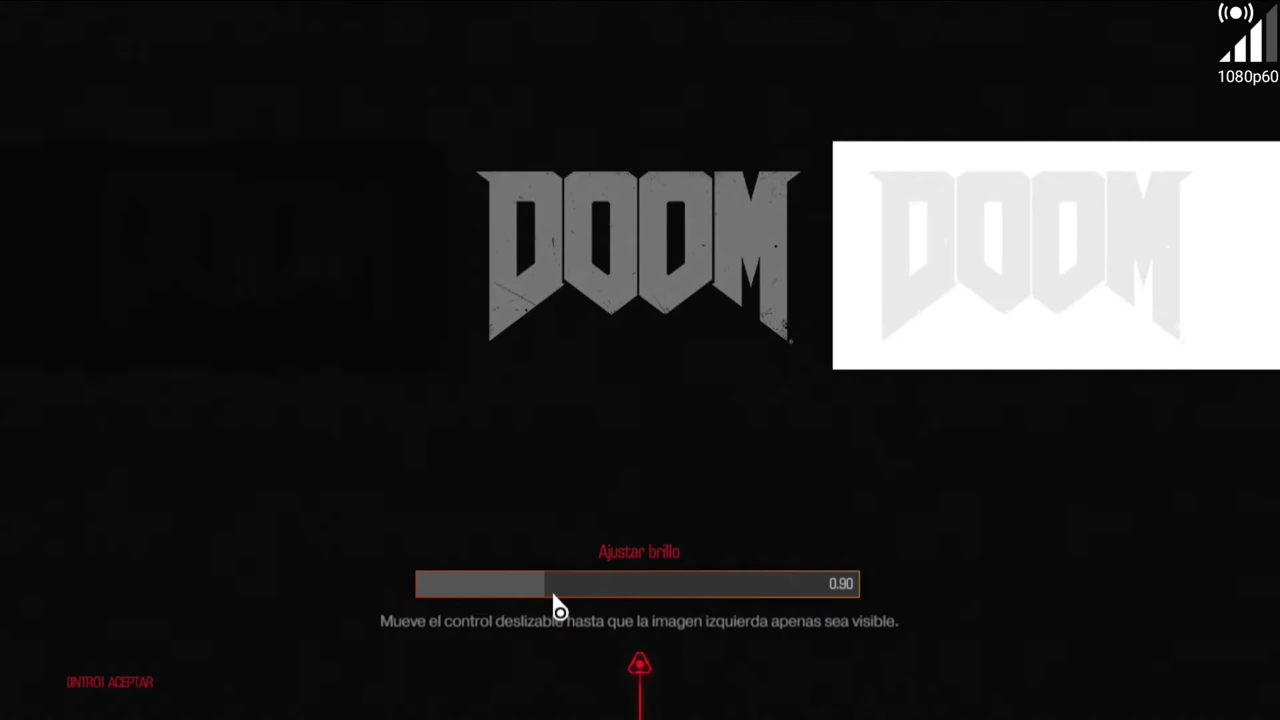 1080p60
DOOM
DOOM
Ajustar brillo
0.90
Mueve el control deslizable hasta que la imagen izquierda apenas sea visible.
[INTRO] ACEPTAR